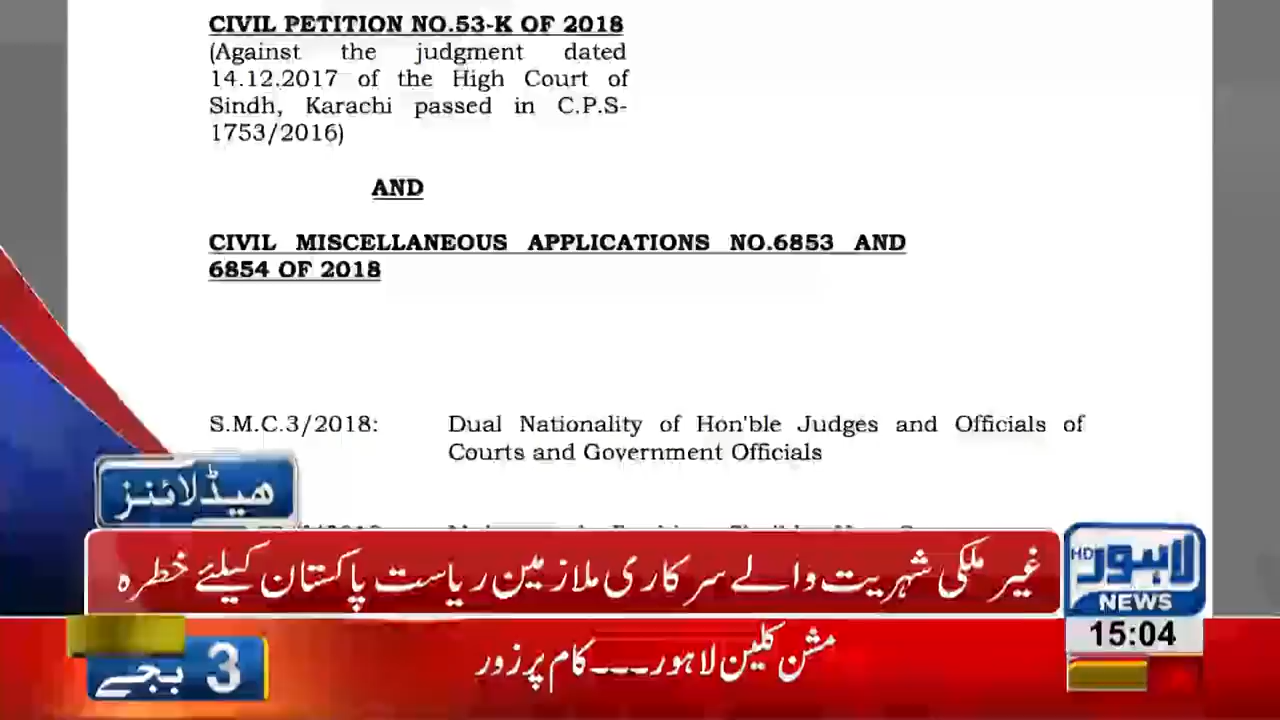 CIVIL PETITION NO.53-K OF 2018
(Against the judgment dated
14.12.2017 of the High Court of
Sindh, Karachi passed in C.P.S-
1753/2016)
AND
CIVIL MISCELLANEOUS APPLICATIONS NO.6853 AND
6854 OF 2018
S.M.C.3/2018: Dual Nationality of Hon'ble Judges and Officials of
Courts and Government Officials
ھیڈلائنز
غیر ملکی شہریت والے سرکاری ملازمین ریاست پاکستان کیلئے خطرہ
لاہور HD
NEWS
15:04
مشن کلین لاہور۔۔۔کام پر زور
3 بجے